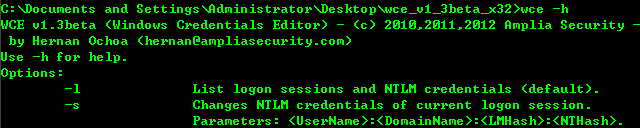 C:\Documents and Settings\Administrator\Desktop\wce_v1_3beta_x32>wce -h
WCE v1.3beta (Windows Credentials Editor) - (c) 2010,2011,2012 Amplia Security -
by Hernan Ochoa (hernan@ampliasecurity.com)
Use -h for help.
Options:
-l List logon sessions and NTLM credentials (default).
-s Changes NTLM credentials of current logon session.
Parameters: <UserName>:<DomainName>:<LMHash>:<NTHash>.